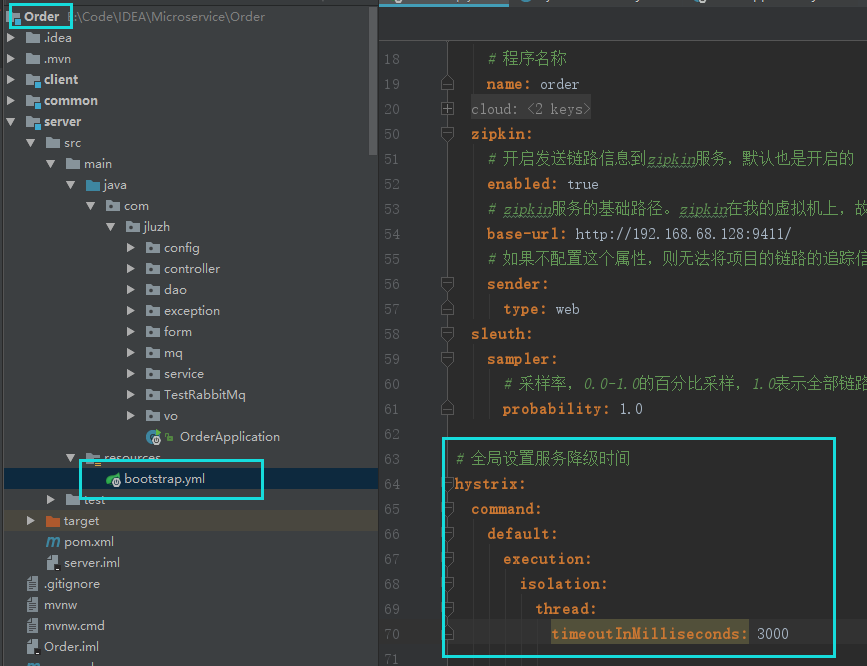 Order E:\Code\IDEA\Microservice\Order
.idea
.mvn
client
common
server
src
main
java
com
jluzh
config
controller
dao
exception
form
mq
service
TestRabbitMq
vo
OrderApplication
resources
bootstrap.yml
test
target
pom.xml
server.iml
.gitignore
mvnw
mvnw.cmd
Order.iml
18 # 程序名称
19 name: order
20 cloud: <2 keys>
50 zipkin:
51 # 开启发送链路信息到zipkin服务，默认也是开启的
52 enabled: true
53 # zipkin服务的基础路径。zipkin在我的虚拟机上，故
54 base-url: http://192.168.68.128:9411/
55 # 如果不配置这个属性，则无法将项目的链路的追踪信
56 sender:
57 type: web
58 sleuth:
59 sampler:
60 # 采样率，0.0-1.0的百分比采样，1.0表示全部链路
61 probability: 1.0
62
63 # 全局设置服务降级时间
64 hystrix:
65 command:
66 default:
67 execution:
68 isolation:
69 thread:
70 timeoutInMilliseconds: 3000
71